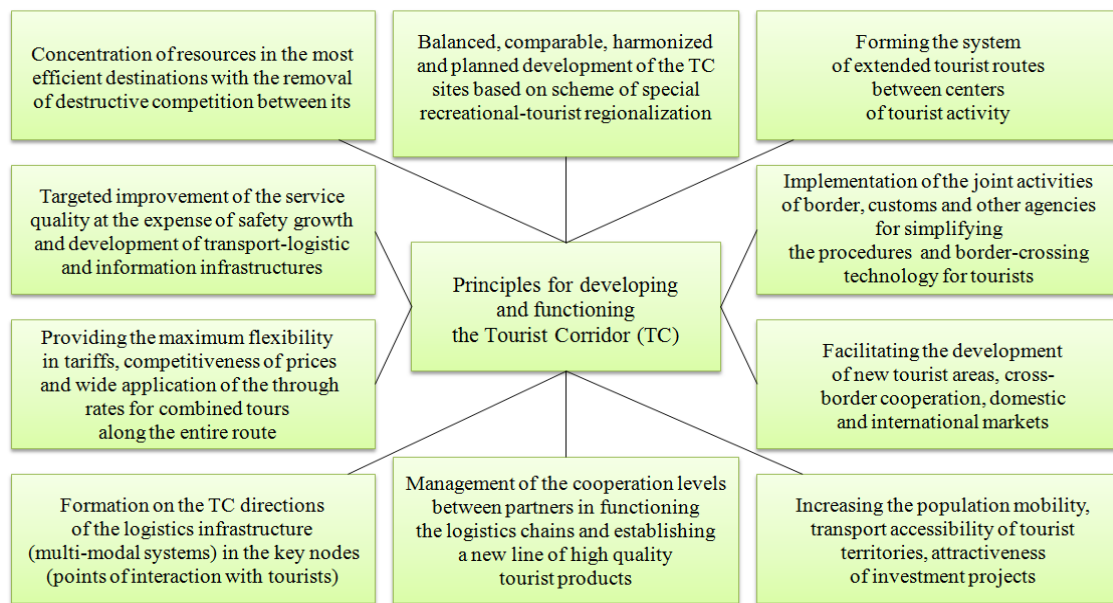 Concentration of resources in the most
efficient destinations with the removal
of destructive competition between its
Balanced, comparable, harmonized
and planned development of the TC
sites based on scheme of special
recreational-tourist regionalization
Forming the system
of extended tourist routes
between centers
of tourist activity
Targeted improvement of the service
quality at the expense of safety growth
and development of transport-logistic
and information infrastructures
Implementation of the joint activities
of border, customs and other agencies
for simplifying
the procedures and border-crossing
technology for tourists
Principles for developing
and functioning
the Tourist Corridor (TC)
Providing the maximum flexibility
in tariffs, competitiveness of prices
and wide application of the through
rates for combined tours
along the entire route
Facilitating the development
of new tourist areas, cross-
border cooperation, domestic
and international markets
Formation on the TC directions
of the logistics infrastructure
(multi-modal systems) in the key nodes
(points of interaction with tourists)
Management of the cooperation levels
between partners in functioning
the logistics chains and establishing
a new line of high quality
tourist products
Increasing the population mobility,
transport accessibility of tourist
territories, attractiveness
of investment projects